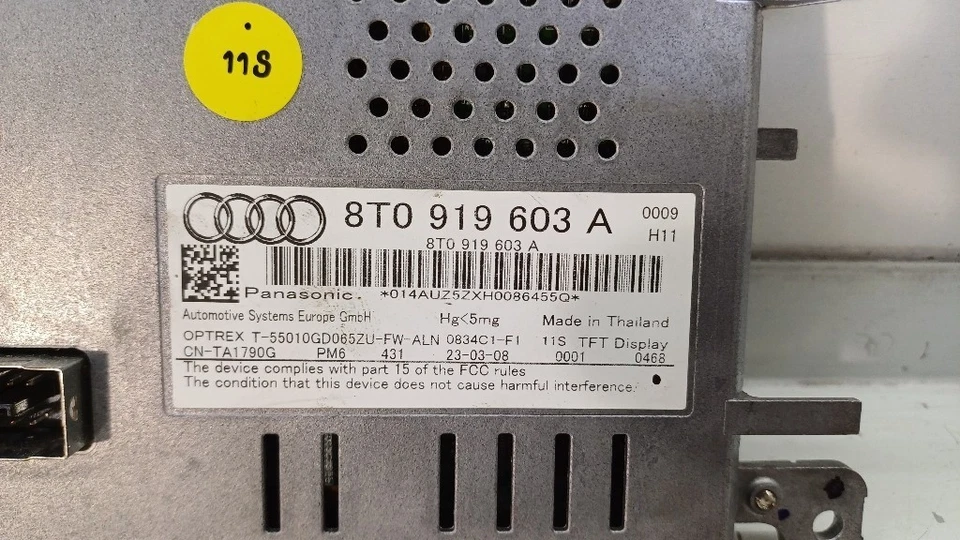 11S
8T0 919 603 A 0009
8T0 919 603 A H11
Panasonic. *014AUZ5ZXH0086455Q*
Automotive Systems Europe GmbH Hg<5mg Made in Thailand
OPTREX T-55010GD065ZU-FW-ALN 0834C1-F1 11S TFT Display
CN-TA1790G PM6 431 23-03-08 0001 0468
The device complies with part 15 of the FCC rules
The condition that this device does not cause harmful interference.